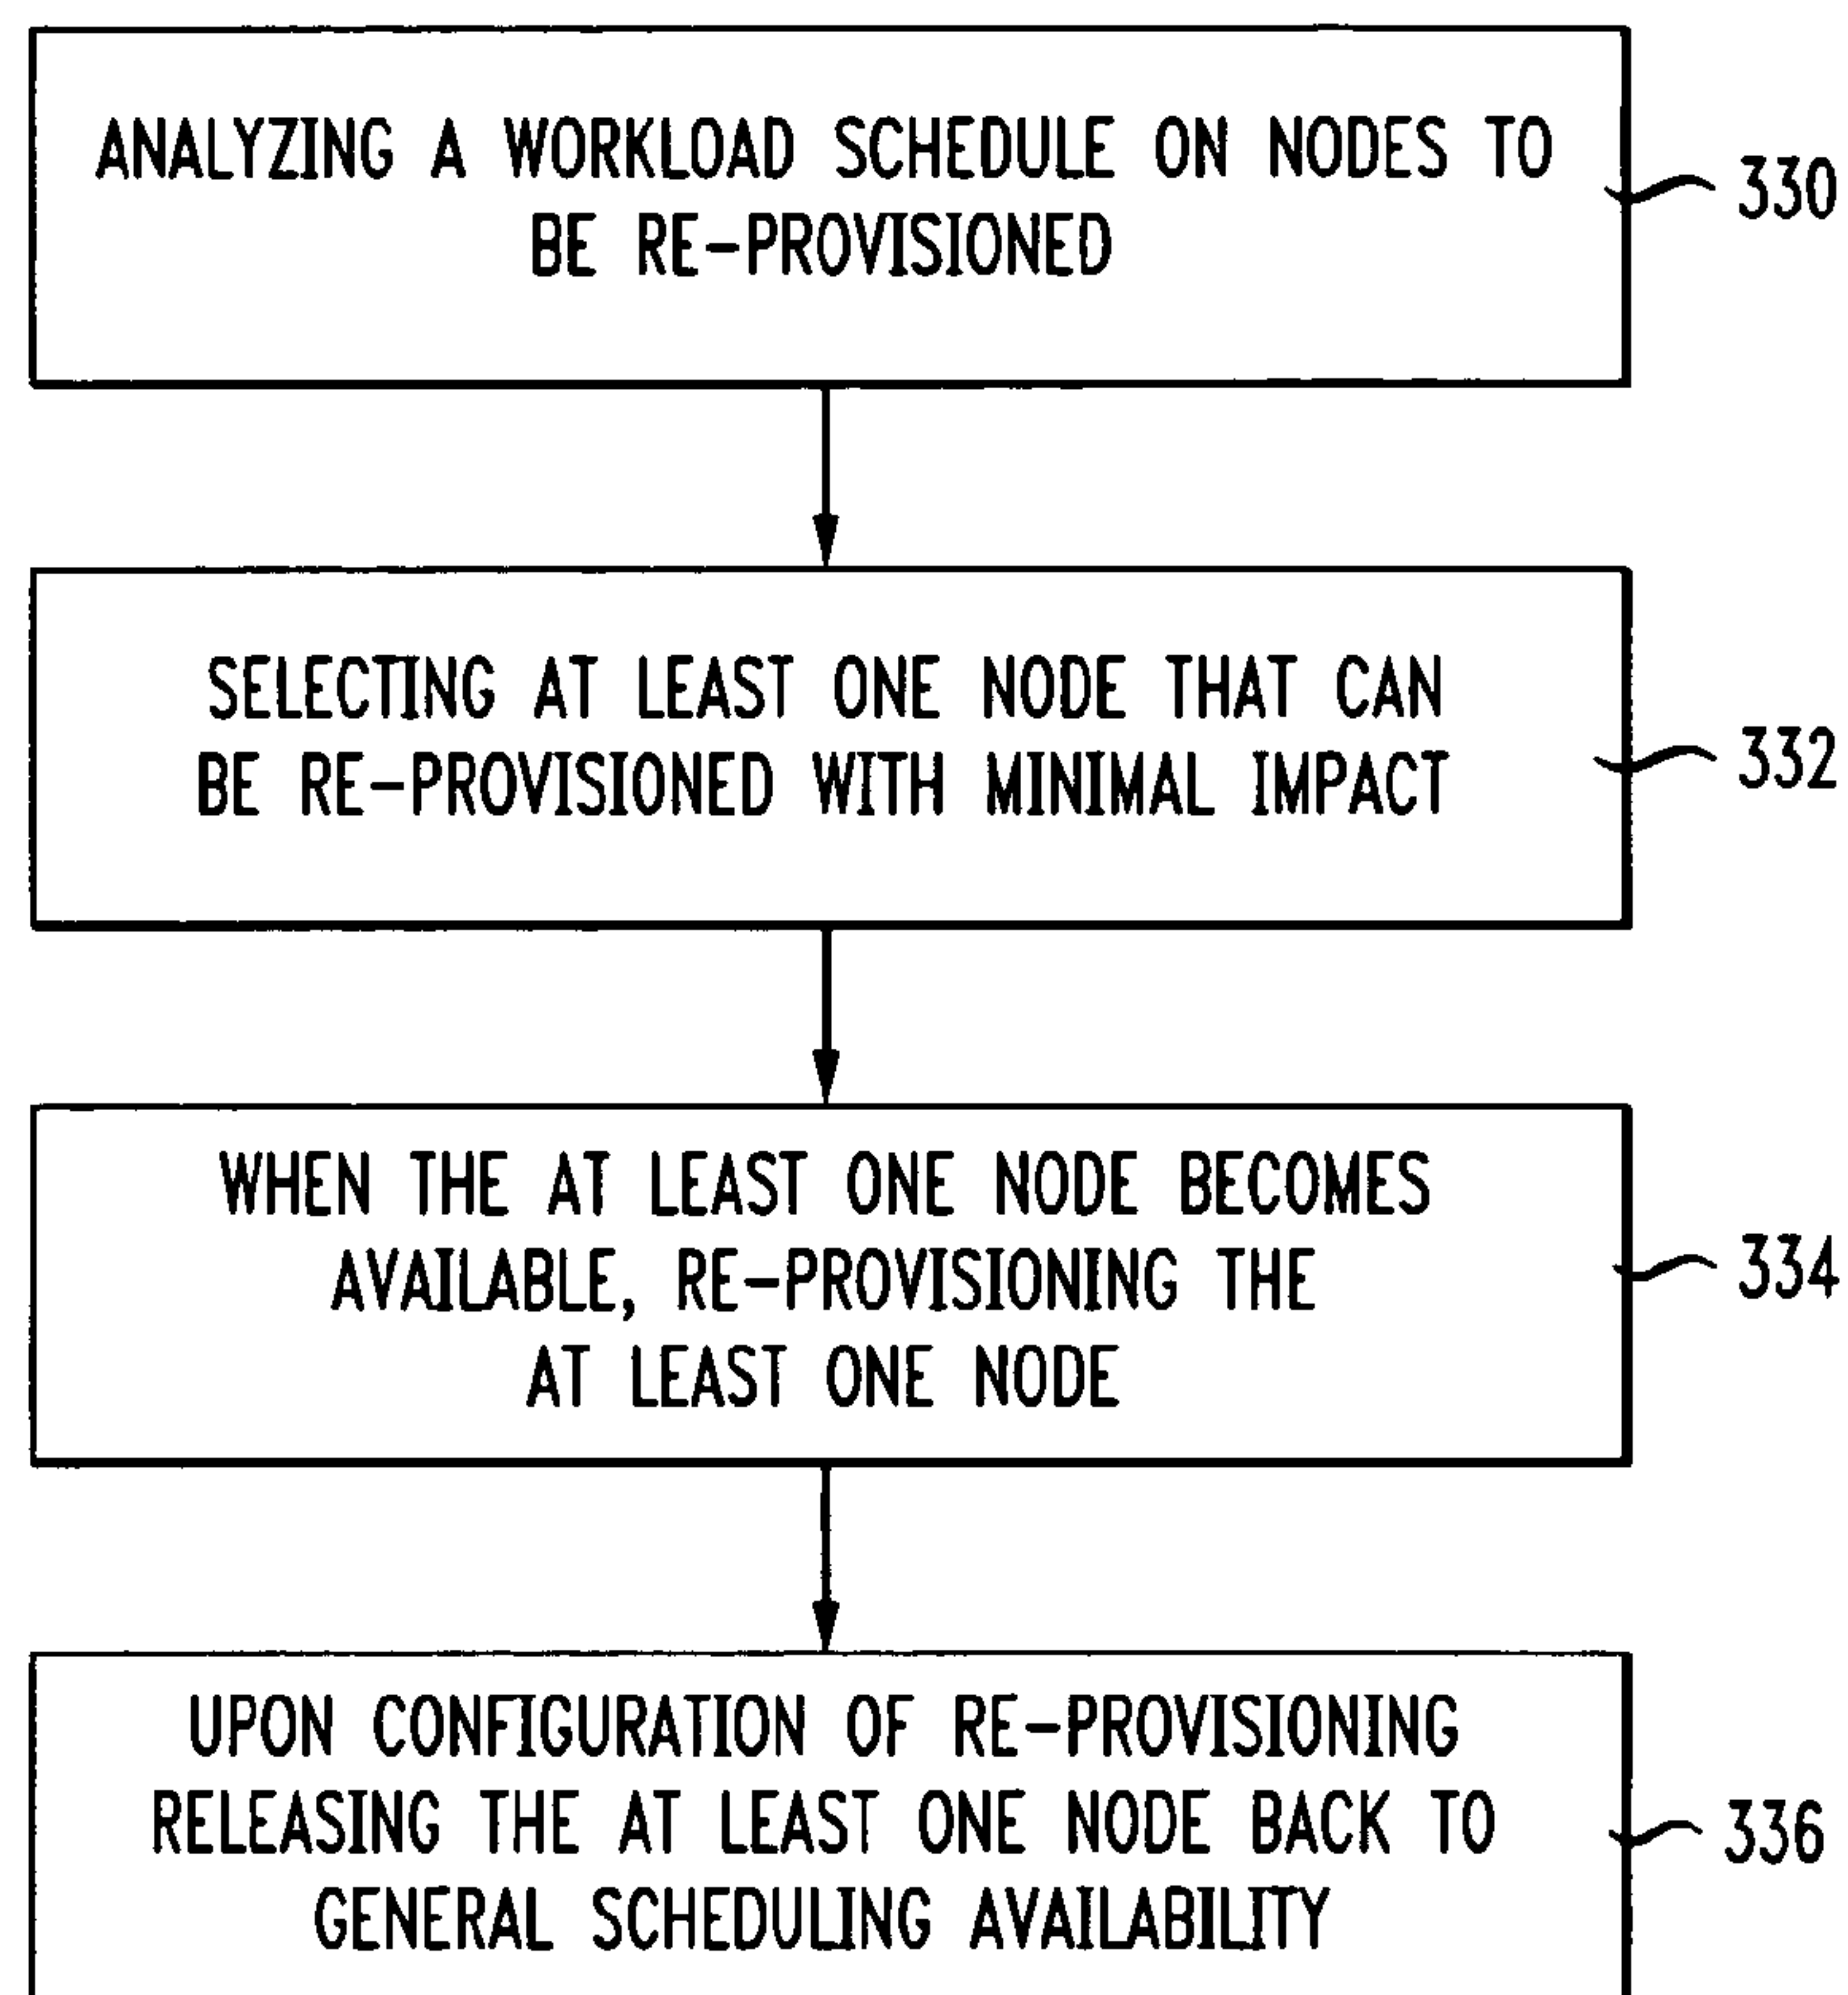 ANALYZING A WORKLOAD SCHEDULE ON NODES TO
BE RE-PROVISIONED
330
SELECTING AT LEAST ONE NODE THAT CAN
BE RE-PROVISIONED WITH MINIMAL IMPACT
332
WHEN THE AT LEAST ONE NODE BECOMES
AVAILABLE, RE-PROVISIONING THE
AT LEAST ONE NODE
334
UPON CONFIGURATION OF RE-PROVISIONING
RELEASING THE AT LEAST ONE NODE BACK TO
GENERAL SCHEDULING AVAILABILITY
336